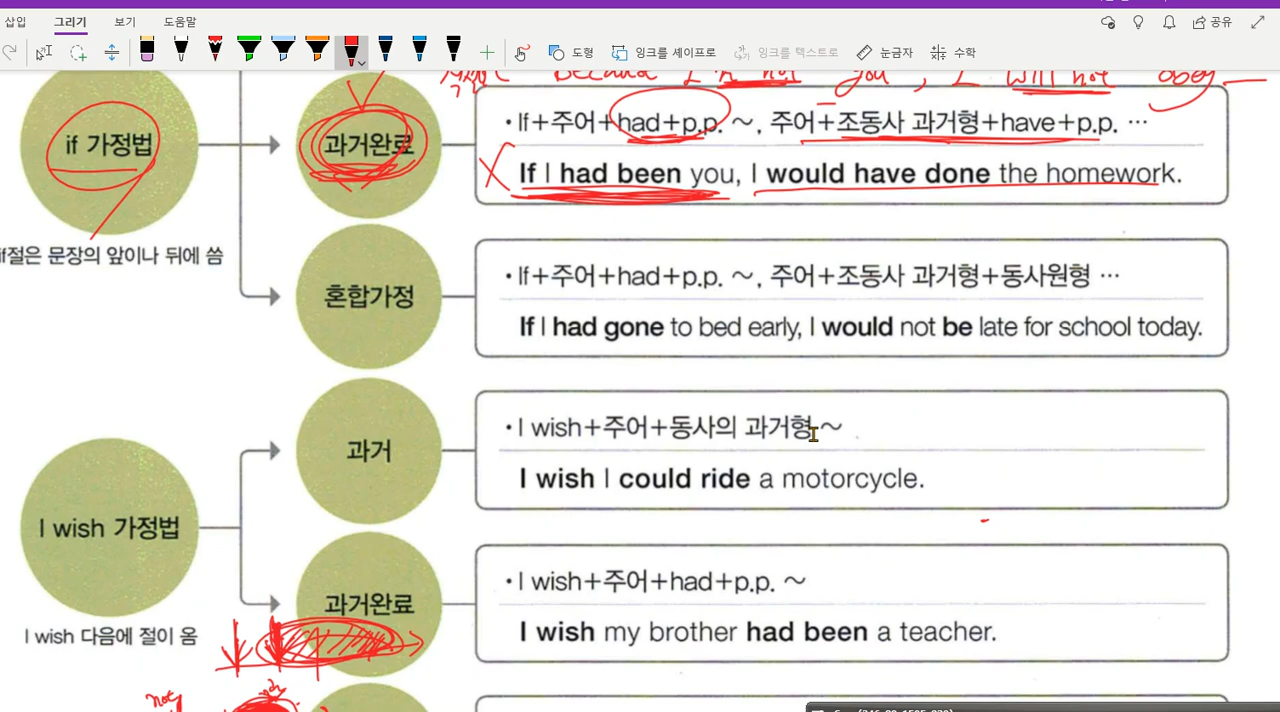 삽입 그리기 보기 도움말 공유
도형 잉크를 셰이프로 잉크를 텍스트로 눈금자 수학
Because I not you, I will not obey
if 가정법
if절은 문장의 앞이나 뒤에 씀
과거완료
•If+주어+had+p.p. ~, 주어+조동사 과거형+have+p.p. …
If I had been you, I would have done the homework.
혼합가정
•If+주어+had+p.p. ~, 주어+조동사 과거형+동사원형 …
If I had gone to bed early, I would not be late for school today.
I wish 가정법
I wish 다음에 절이 옴
과거
•I wish+주어+동사의 과거형 ~
I wish I could ride a motorcycle.
과거완료
•I wish+주어+had+p.p. ~
I wish my brother had been a teacher.
not